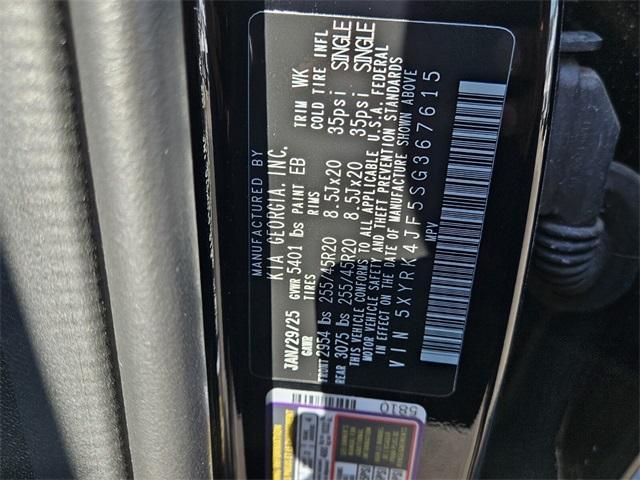 MANUFACTURED BY
KIA GEORGIA. INC.
JAN/29/25 GVWR 5401 lbs PAINT EB TRIM WK
GAWR TIRES RIMS COLD TIRE INFL
FRONT 2954 lbs 255/45R20 8.5Jx20 35psi SINGLE
REAR 3075 lbs 255/45R20 8.5Jx20 35psi SINGLE
THIS VEHICLE CONFORMS TO ALL APPLICABLE U.S.A. FEDERAL
MOTOR VEHICLE SAFETY AND THEFT PREVENTION STANDARDS
IN EFFECT ON THE DATE OF MANUFACTURE SHOWN ABOVE
VIN 5XYRK4JF5SG367615
MPV
5810